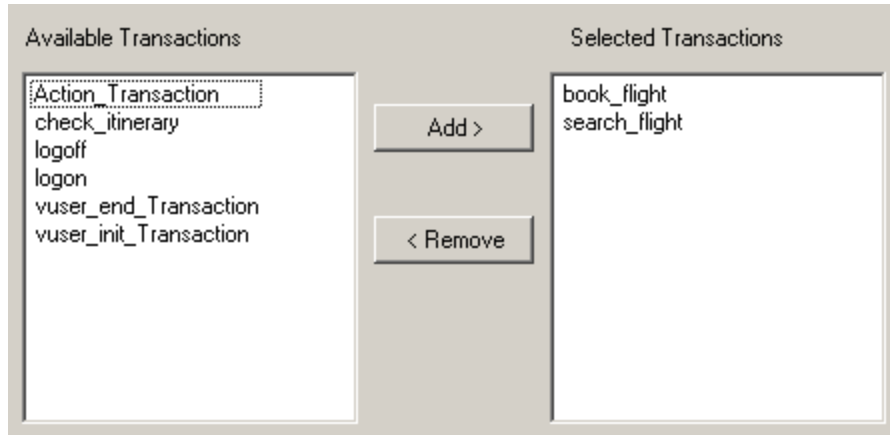 Available Transactions
Action_Transaction
check_itinerary
logoff
logon
vuser_end_Transaction
vuser_init_Transaction
Add >
< Remove
Selected Transactions
book_flight
search_flight